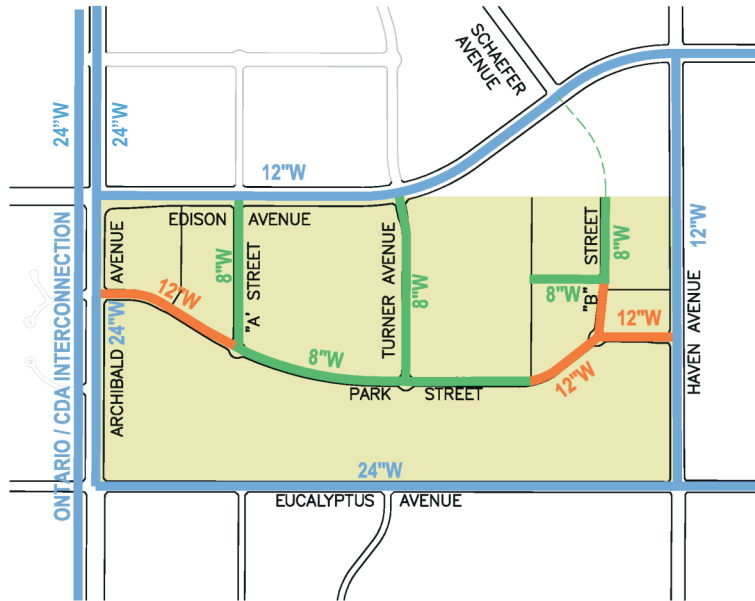 SCHAEFER
AVENUE
24"W
24"W
12"W
EDISON AVENUE
AVENUE
8"W
"A' STREET
TURNER AVENUE
8"W
STREET
8"W
12"W
8"W
"B"
12"W
24"W
12"W
8"W
12"W
ARCHIBALD
PARK STREET
HAVEN AVENUE
ONTARIO / CDA INTERCONNECTION
24"W
EUCALYPTUS AVENUE